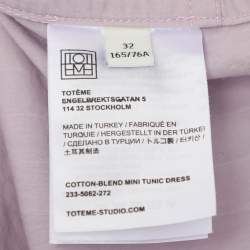 TOTEME
32
165/76A
TOTÊME
ENGELBREKTSGATAN 5
114 32 STOCKHOLM
MADE IN TURKEY / FABRIQUÉ EN
TURQUIE / HERGESTELLT IN DER TÜRKEI
/ СДЕЛАНО В ТУРЦИИ / トルコ製 / 터키산 /
土耳其制造
COTTON-BLEND MINI TUNIC DRESS
233-5062-272
TOTEME-STUDIO.COM